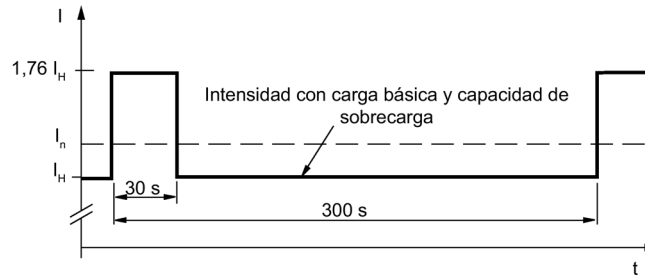 I
1,76 I_H
Intensidad con carga básica y capacidad de
sobrecarga
I_n
I_H
30 s
300 s
t